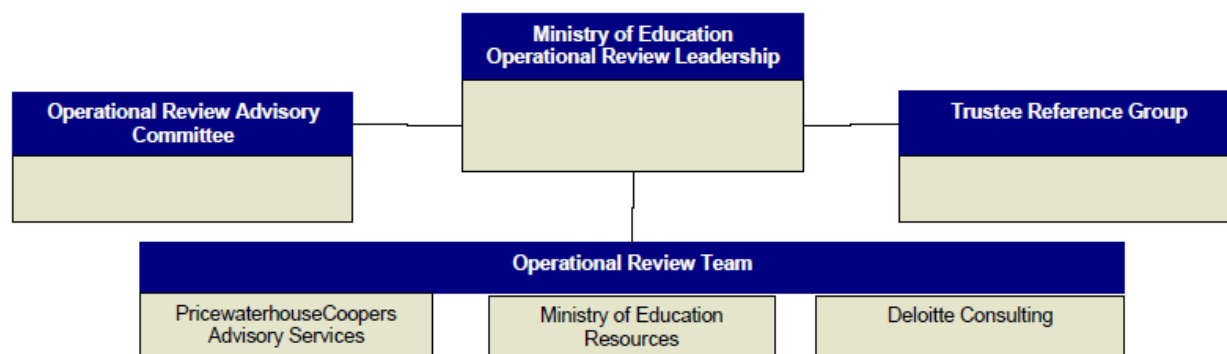 Ministry of Education
Operational Review Leadership
Operational Review Advisory
Committee
Trustee Reference Group
Operational Review Team
PricewaterhouseCoopers
Advisory Services
Ministry of Education
Resources
Deloitte Consulting